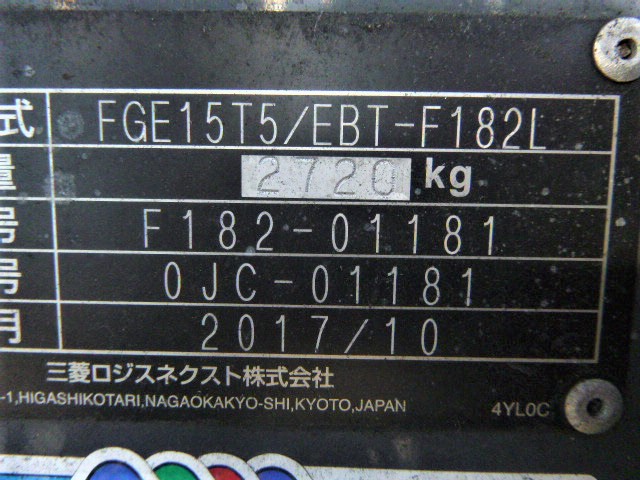 式 FGE15T5/EBT-F182L
量 2720 kg
号 F182-01181
号 0JC-01181
月 2017/10
三菱ロジスネクスト株式会社
-1,HIGASHIKOTARI,NAGAOKAKYO-SHI,KYOTO,JAPAN 4YL0C